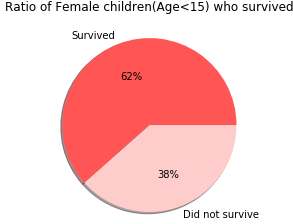 Ratio of Female children(Age<15) who survived
Survived
62%
38%
Did not survive